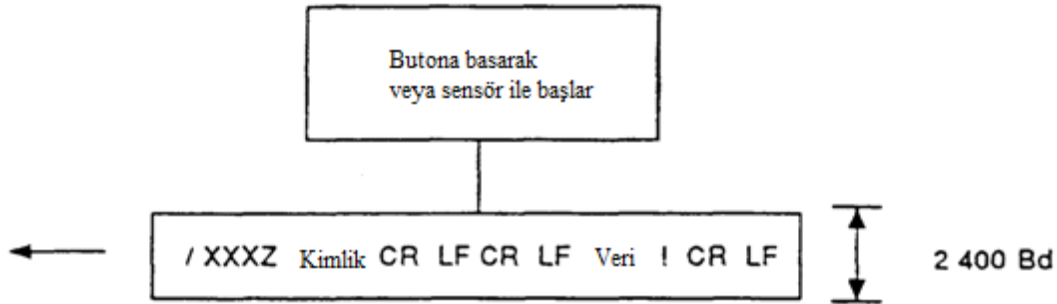 Butona basarak
veya sensör ile başlar
/ XXXZ Kimlik CR LF CR LF Veri ! CR LF
2 400 Bd